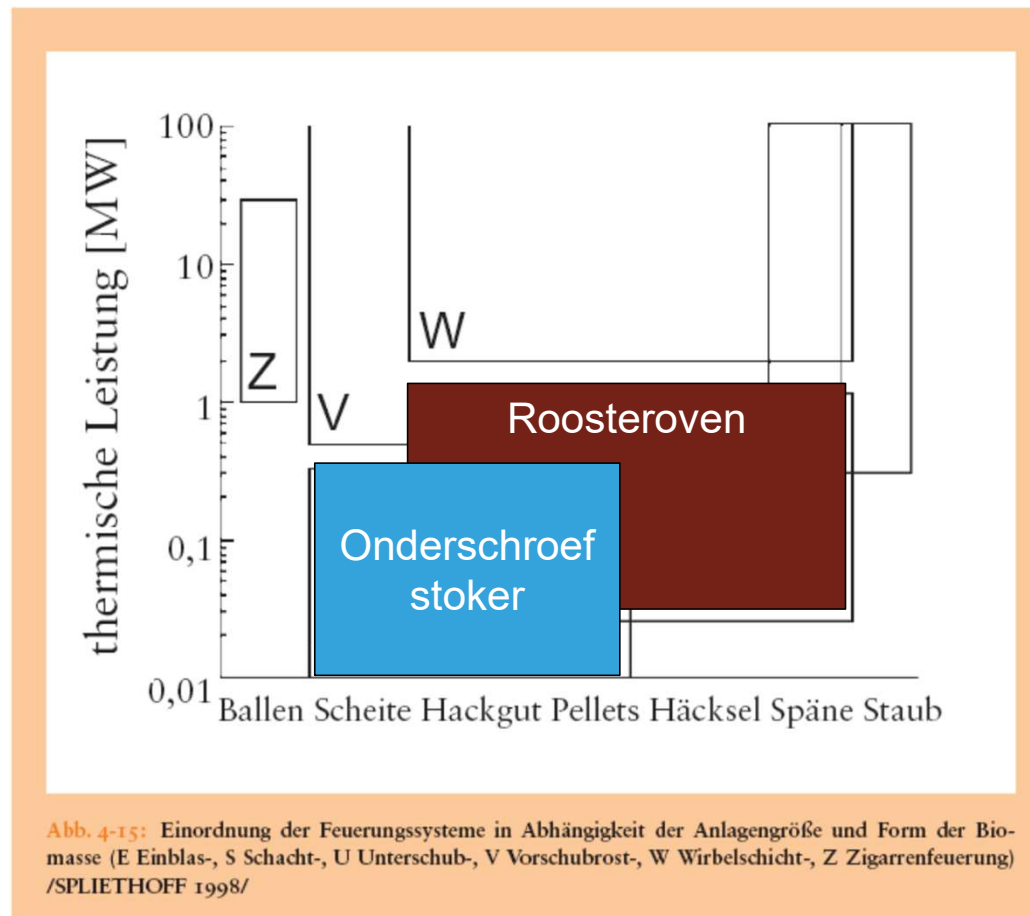 thermische Leistung [MW]
100
10
1
0,1
0,01
Z
V
W
Roosteroven
Onderschroef
stoker
Ballen Scheite Hackgut Pellets Häcksel Späne Staub
Abb. 4-15: Einordnung der Feuerungssysteme in Abhängigkeit der Anlagengröße und Form der Bio-
masse (E Einblas-, S Schacht-, U Unterschub-, V Vorschubrost-, W Wirbelschicht-, Z Zigarrenfeuerung)
/SPLIETHOFF 1998/